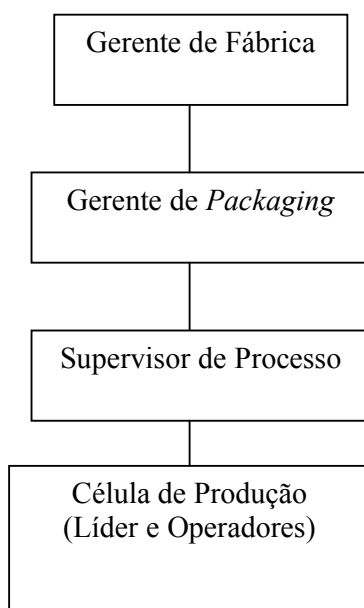 Gerente de Fábrica
Gerente de Packaging
Supervisor de Processo
Célula de Produção
(Líder e Operadores)